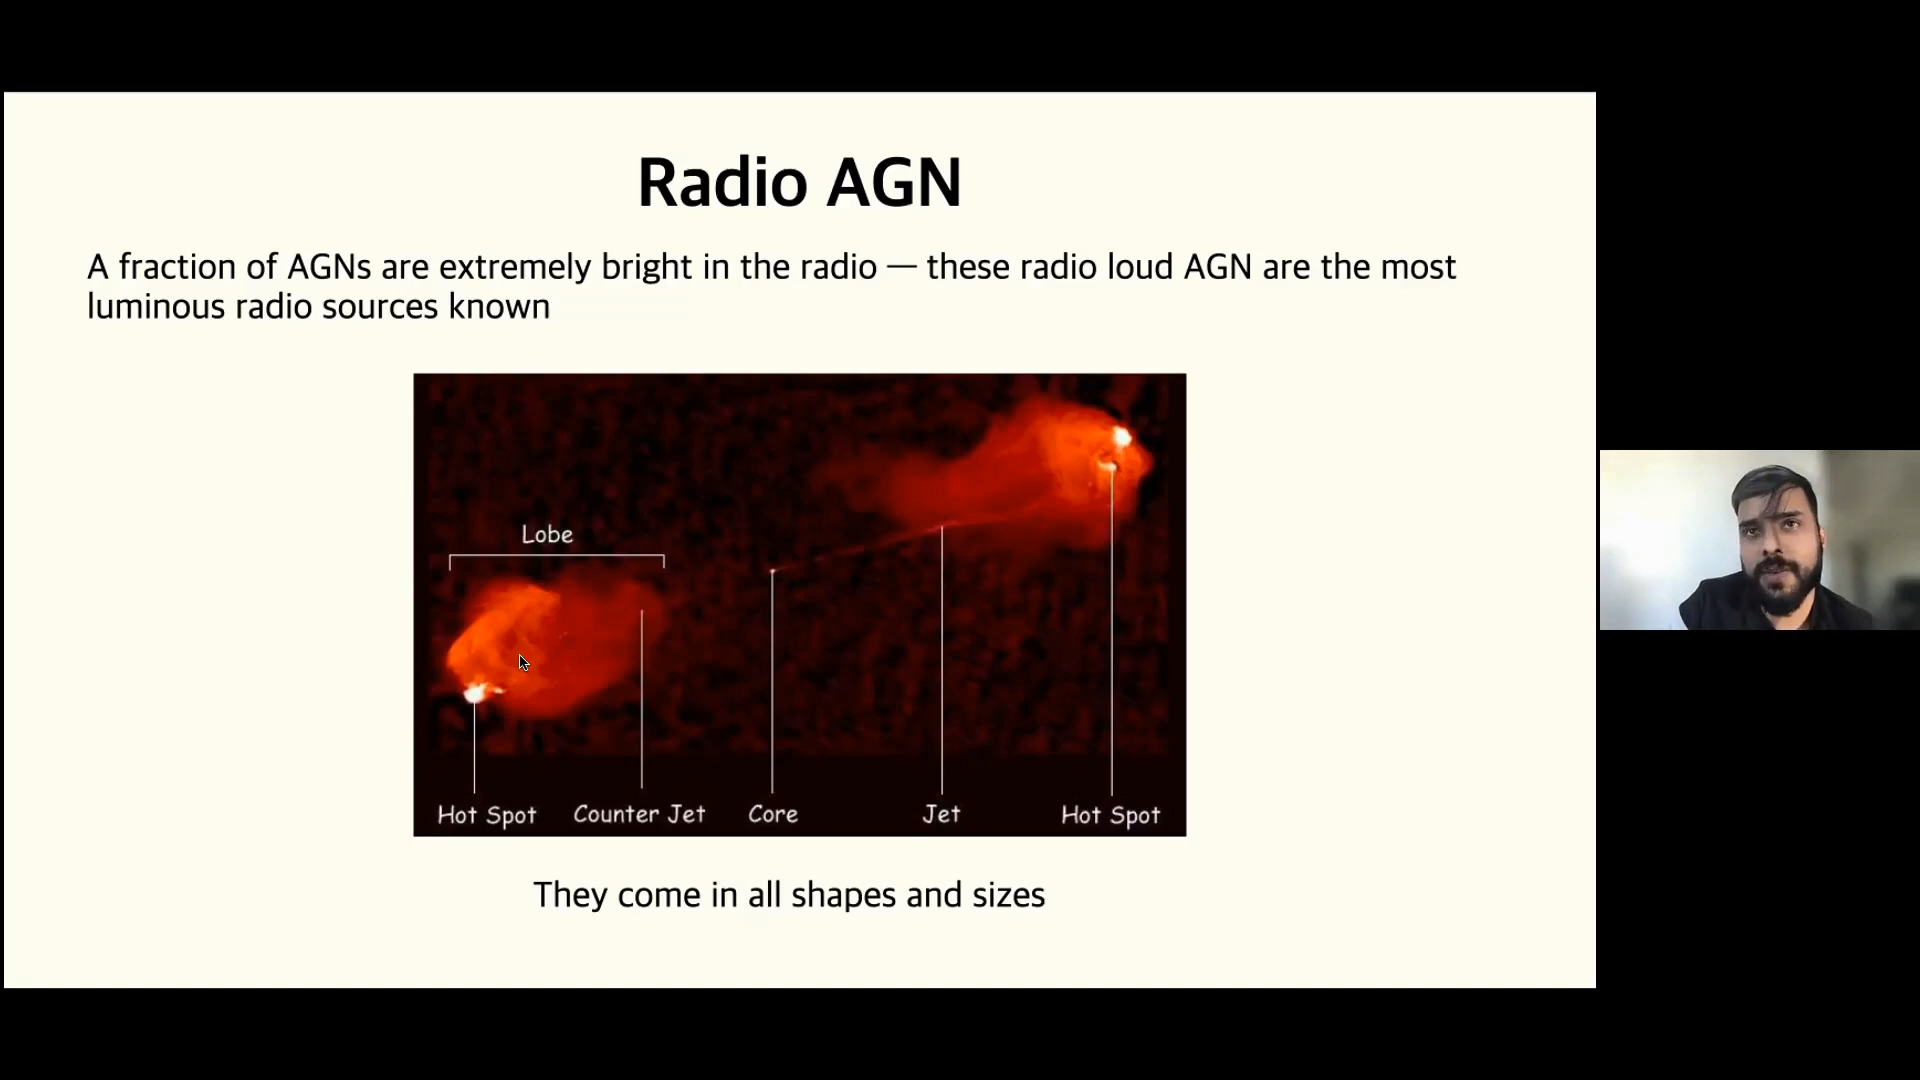 Radio AGN
A fraction of AGNs are extremely bright in the radio — these radio loud AGN are the most
luminous radio sources known
Lobe
Hot Spot Counter Jet Core Jet Hot Spot
They come in all shapes and sizes